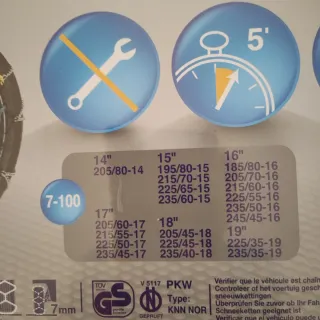 5'
7-100
14"
205/80-14
15"
195/80-15
215/70-15
225/65-15
235/60-15
16"
185/80-16
205/70-16
215/60-16
225/55-16
235/50-16
245/45-16
17"
205/60-17
215/55-17
225/50-17
235/45-17
18"
205/45-18
225/45-18
235/40-18
19"
225/35-19
235/35-19
7mm
TÜV
GS
V 5117
N
GEPRÜFT
PKW
Type:
KNN NOR
Vérifier que le véhicule est
Controleer of het voertuig
sneeuwkettingen.
Überprüfen Sie zuvor ob Ihr
Schneeketten geeignet ist